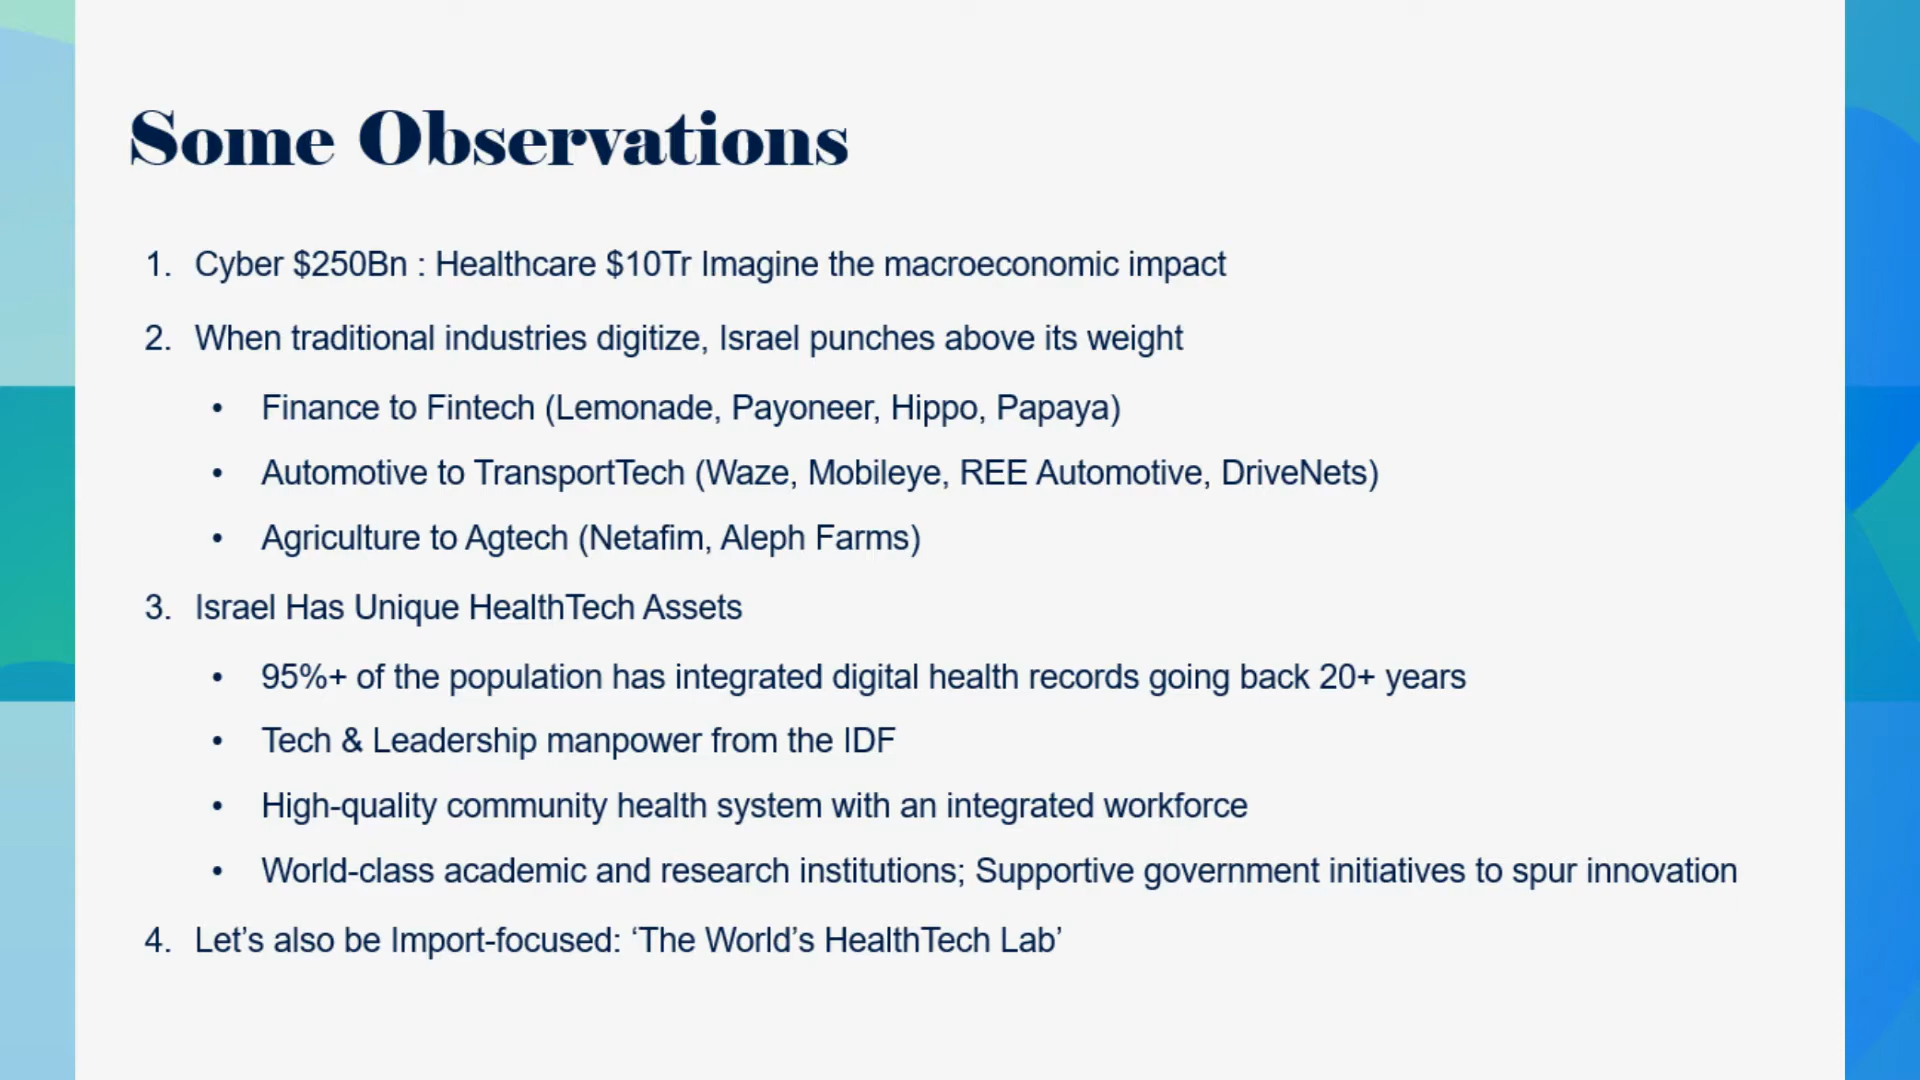 Some Observations
1. Cyber $250Bn : Healthcare $10Tr Imagine the macroeconomic impact
2. When traditional industries digitize, Israel punches above its weight
• Finance to Fintech (Lemonade, Payoneer, Hippo, Papaya)
• Automotive to TransportTech (Waze, Mobileye, REE Automotive, DriveNets)
• Agriculture to Agtech (Netafim, Aleph Farms)
3. Israel Has Unique HealthTech Assets
• 95%+ of the population has integrated digital health records going back 20+ years
• Tech & Leadership manpower from the IDF
• High-quality community health system with an integrated workforce
• World-class academic and research institutions; Supportive government initiatives to spur innovation
4. Let’s also be Import-focused: ‘The World’s HealthTech Lab’